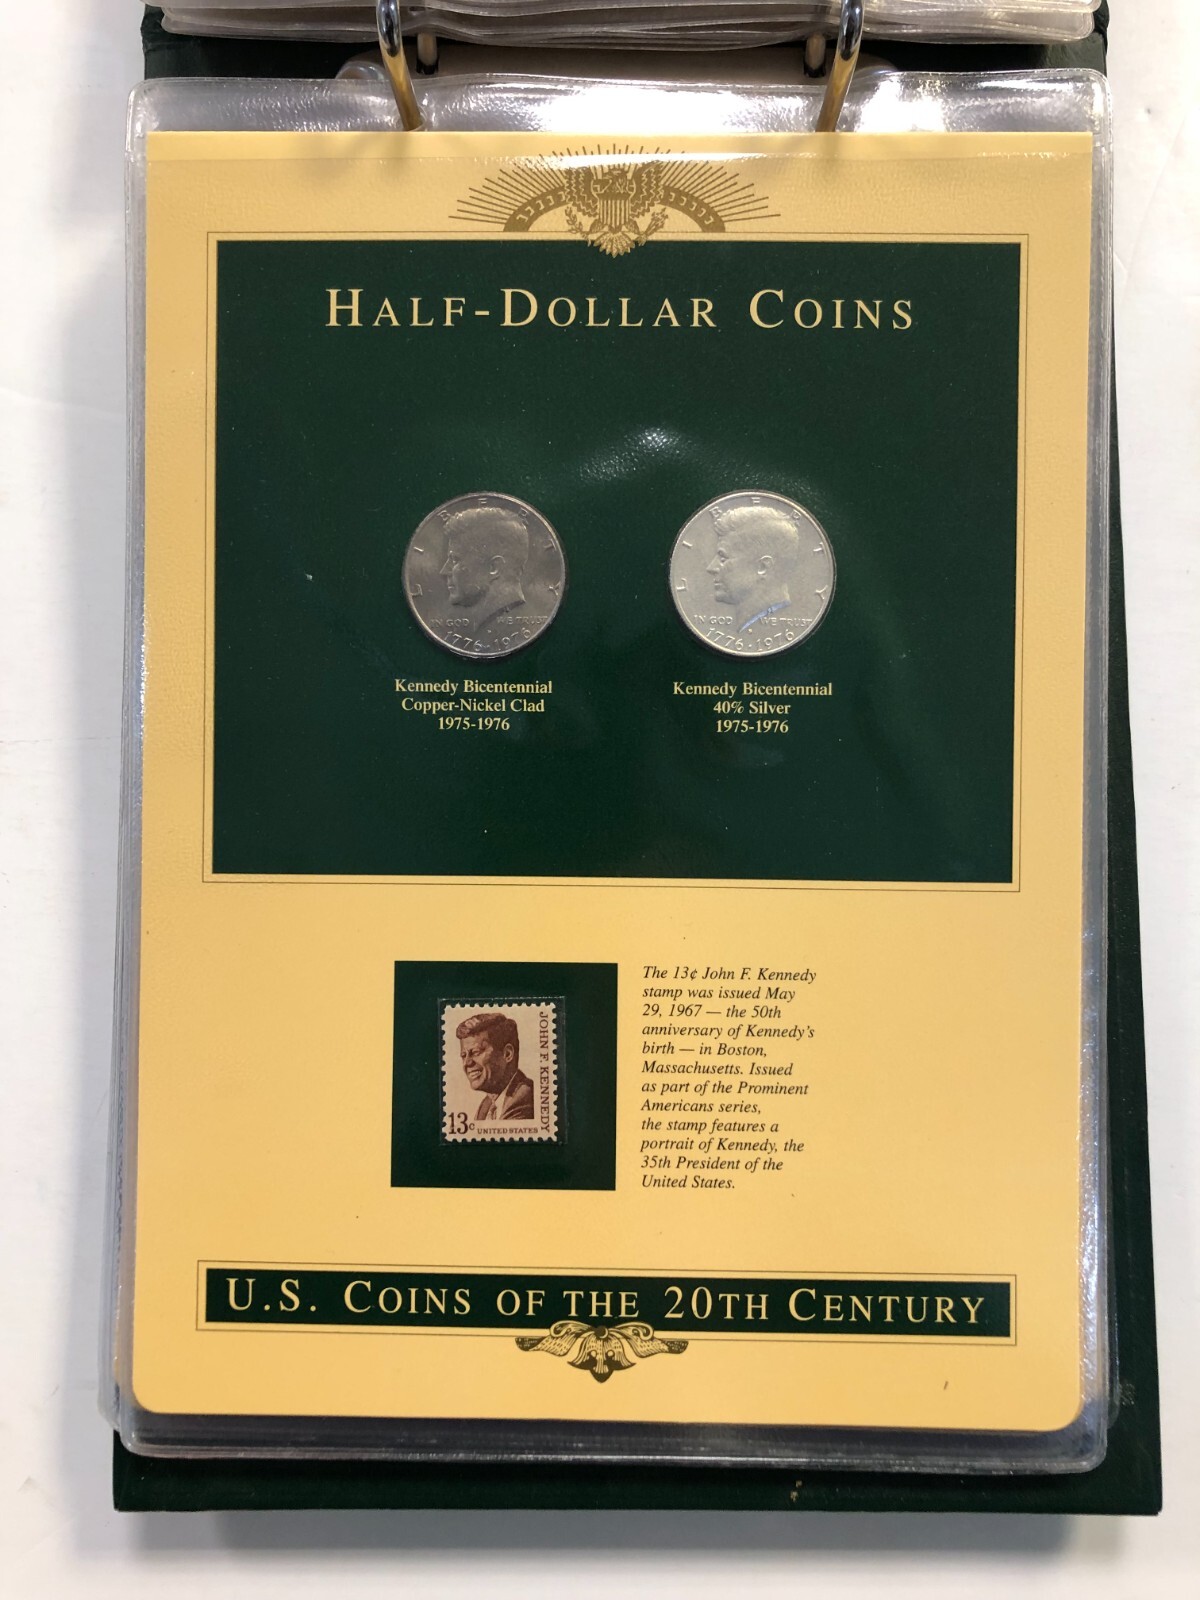 HALF-DOLLAR COINS
LIBERTY
IN GOD WE TRUST
1776·1976
LIBERTY
IN GOD WE TRUST
1776·1976
Kennedy Bicentennial
Copper-Nickel Clad
1975-1976
Kennedy Bicentennial
40% Silver
1975-1976
JOHN F. KENNEDY
13c UNITED STATES
The 13¢ John F. Kennedy
stamp was issued May
29, 1967 — the 50th
anniversary of Kennedy's
birth — in Boston,
Massachusetts. Issued
as part of the Prominent
Americans series,
the stamp features a
portrait of Kennedy, the
35th President of the
United States.
U.S. COINS OF THE 20TH CENTURY